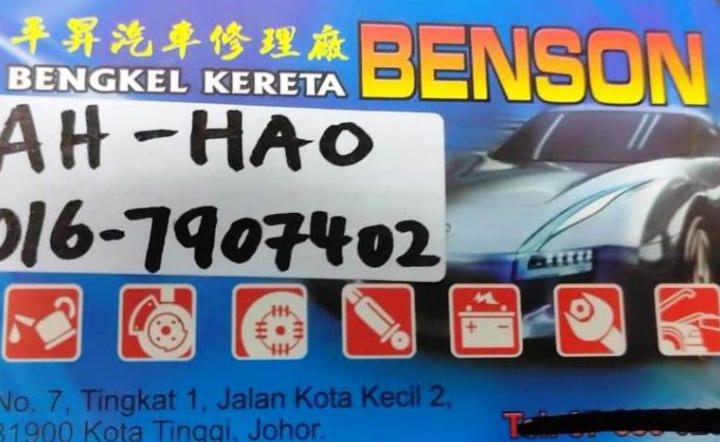 平昇汽車修理廠
BENGKEL KERETA
BENSON
AH-HAO
016-7907402
No. 7, Tingkat 1, Jalan Kota Kecil 2,
81900 Kota Tinggi, Johor.